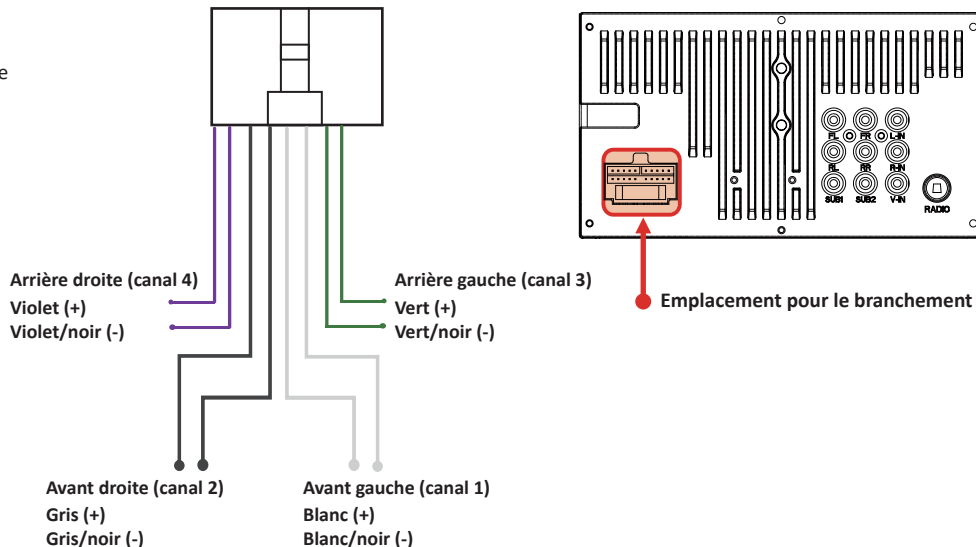 e
FL FR L-IN
RL RR R-IN
SUB1 SUB2 V-IN
RADIO
Arrière droite (canal 4)
Violet (+)
Violet/noir (-)
Arrière gauche (canal 3)
Vert (+)
Vert/noir (-)
Emplacement pour le branchement
Avant droite (canal 2)
Gris (+)
Gris/noir (-)
Avant gauche (canal 1)
Blanc (+)
Blanc/noir (-)